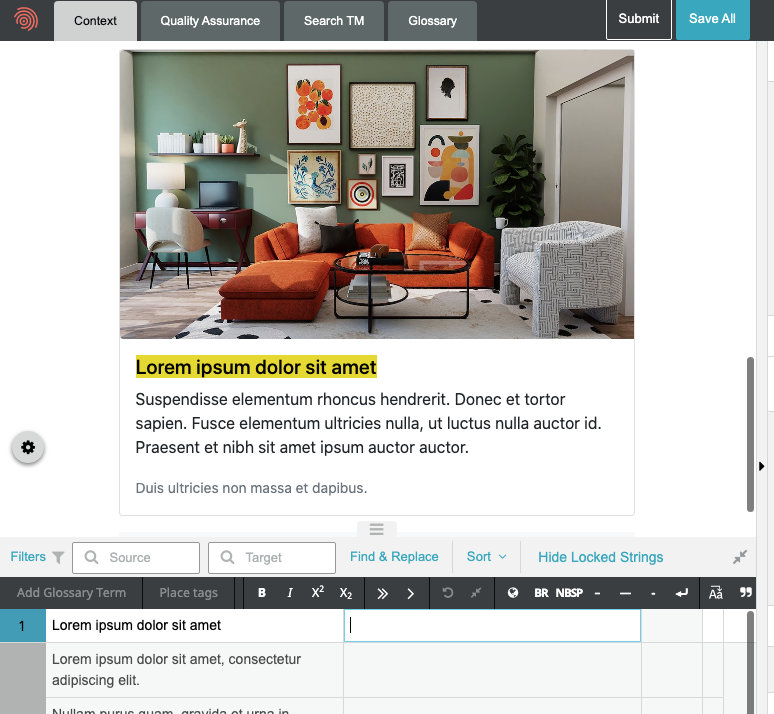 Context
Quality Assurance
Search TM
Glossary
Submit
Save All
Lorem ipsum dolor sit amet
Suspendisse elementum rhoncus hendrerit. Donec et tortor
sapien. Fusce elementum ultricies nulla, ut luctus nulla auctor id.
Praesent et nibh sit amet ipsum auctor auctor.
Duis ultricies non massa et dapibus.
Filters
Source
Target
Find & Replace
Sort
Hide Locked Strings
Add Glossary Term
Place tags
B
I
X²
X₂
BR
NBSP
Aā
1
Lorem ipsum dolor sit amet
Lorem ipsum dolor sit amet, consectetur
adipiscing elit.
Nullam purus quam, gravida et urna in